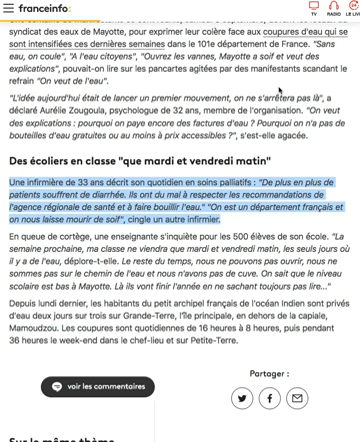 franceinfo:
TV RADIO LE LIV
syndicat des eaux de Mayotte, pour exprimer leur colère face aux coupures d'eau qui se
sont intensifiées ces dernières semaines dans le 101e département de France. "Sans
eau, on coule", "A l'eau citoyens", "Ouvrez les vannes, Mayotte a soif et veut des
explications", pouvait-on lire sur les pancartes agitées par des manifestants scandant le
refrain "On veut de l'eau".
"L'idée aujourd'hui était de lancer un premier mouvement, on ne s'arrêtera pas là", a
déclaré Aurélie Zougoula, psychologue de 32 ans, membre de l'organisation. "On veut
des explications : pourquoi on paye encore des factures d'eau ? Pourquoi on n'a pas de
bouteilles d'eau gratuites ou au moins à prix accessibles ?", s'est-elle agacée.
Des écoliers en classe "que mardi et vendredi matin"
Une infirmière de 33 ans décrit son quotidien en soins palliatifs : "De plus en plus de
patients souffrent de diarrhée. Ils ont du mal à respecter les recommandations de
l'agence régionale de santé et à faire bouillir l'eau." "On est un département français et
on nous laisse mourir de soif", cingle un autre infirmier.
En queue de cortège, une enseignante s'inquiète pour les 500 élèves de son école. "La
semaine prochaine, ma classe ne viendra que mardi et vendredi matin, les seuls jours où
il y a de l'eau, déplore-t-elle. Le reste du temps, nous ne pouvons pas ouvrir, nous ne
sommes pas sur le chemin de l'eau et nous n'avons pas de cuve. On sait que le niveau
scolaire est bas à Mayotte. Là ils vont finir l'année en ne sachant toujours pas lire..."
Depuis lundi dernier, les habitants du petit archipel français de l'océan Indien sont privés
d'eau deux jours sur trois sur Grande-Terre, l'île principale, en dehors de la capitale,
Mamoudzou. Les coupures sont quotidiennes de 16 heures à 8 heures, puis pendant
36 heures le week-end dans le chef-lieu et sur Petite-Terre.
Partager :
voir les commentaires
Sur le même thème